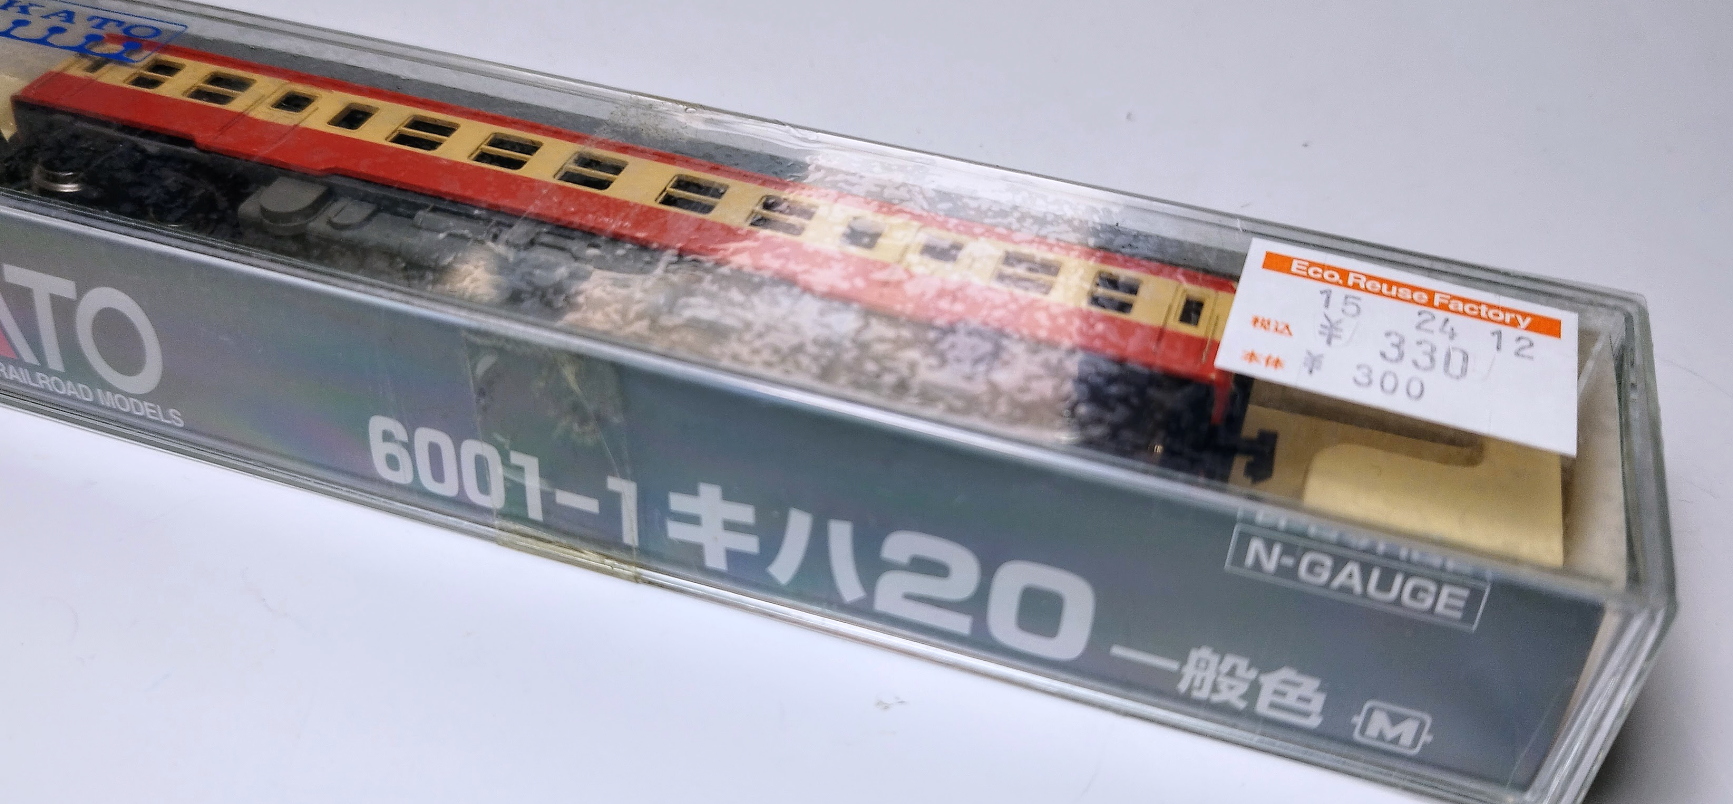 KATO
Eco. Reuse Factory
15 24 12
税込 ¥ 330
本体 ¥ 300
ATO
RAILROAD MODELS
6001-1キハ20一般色 M
N-GAUGE